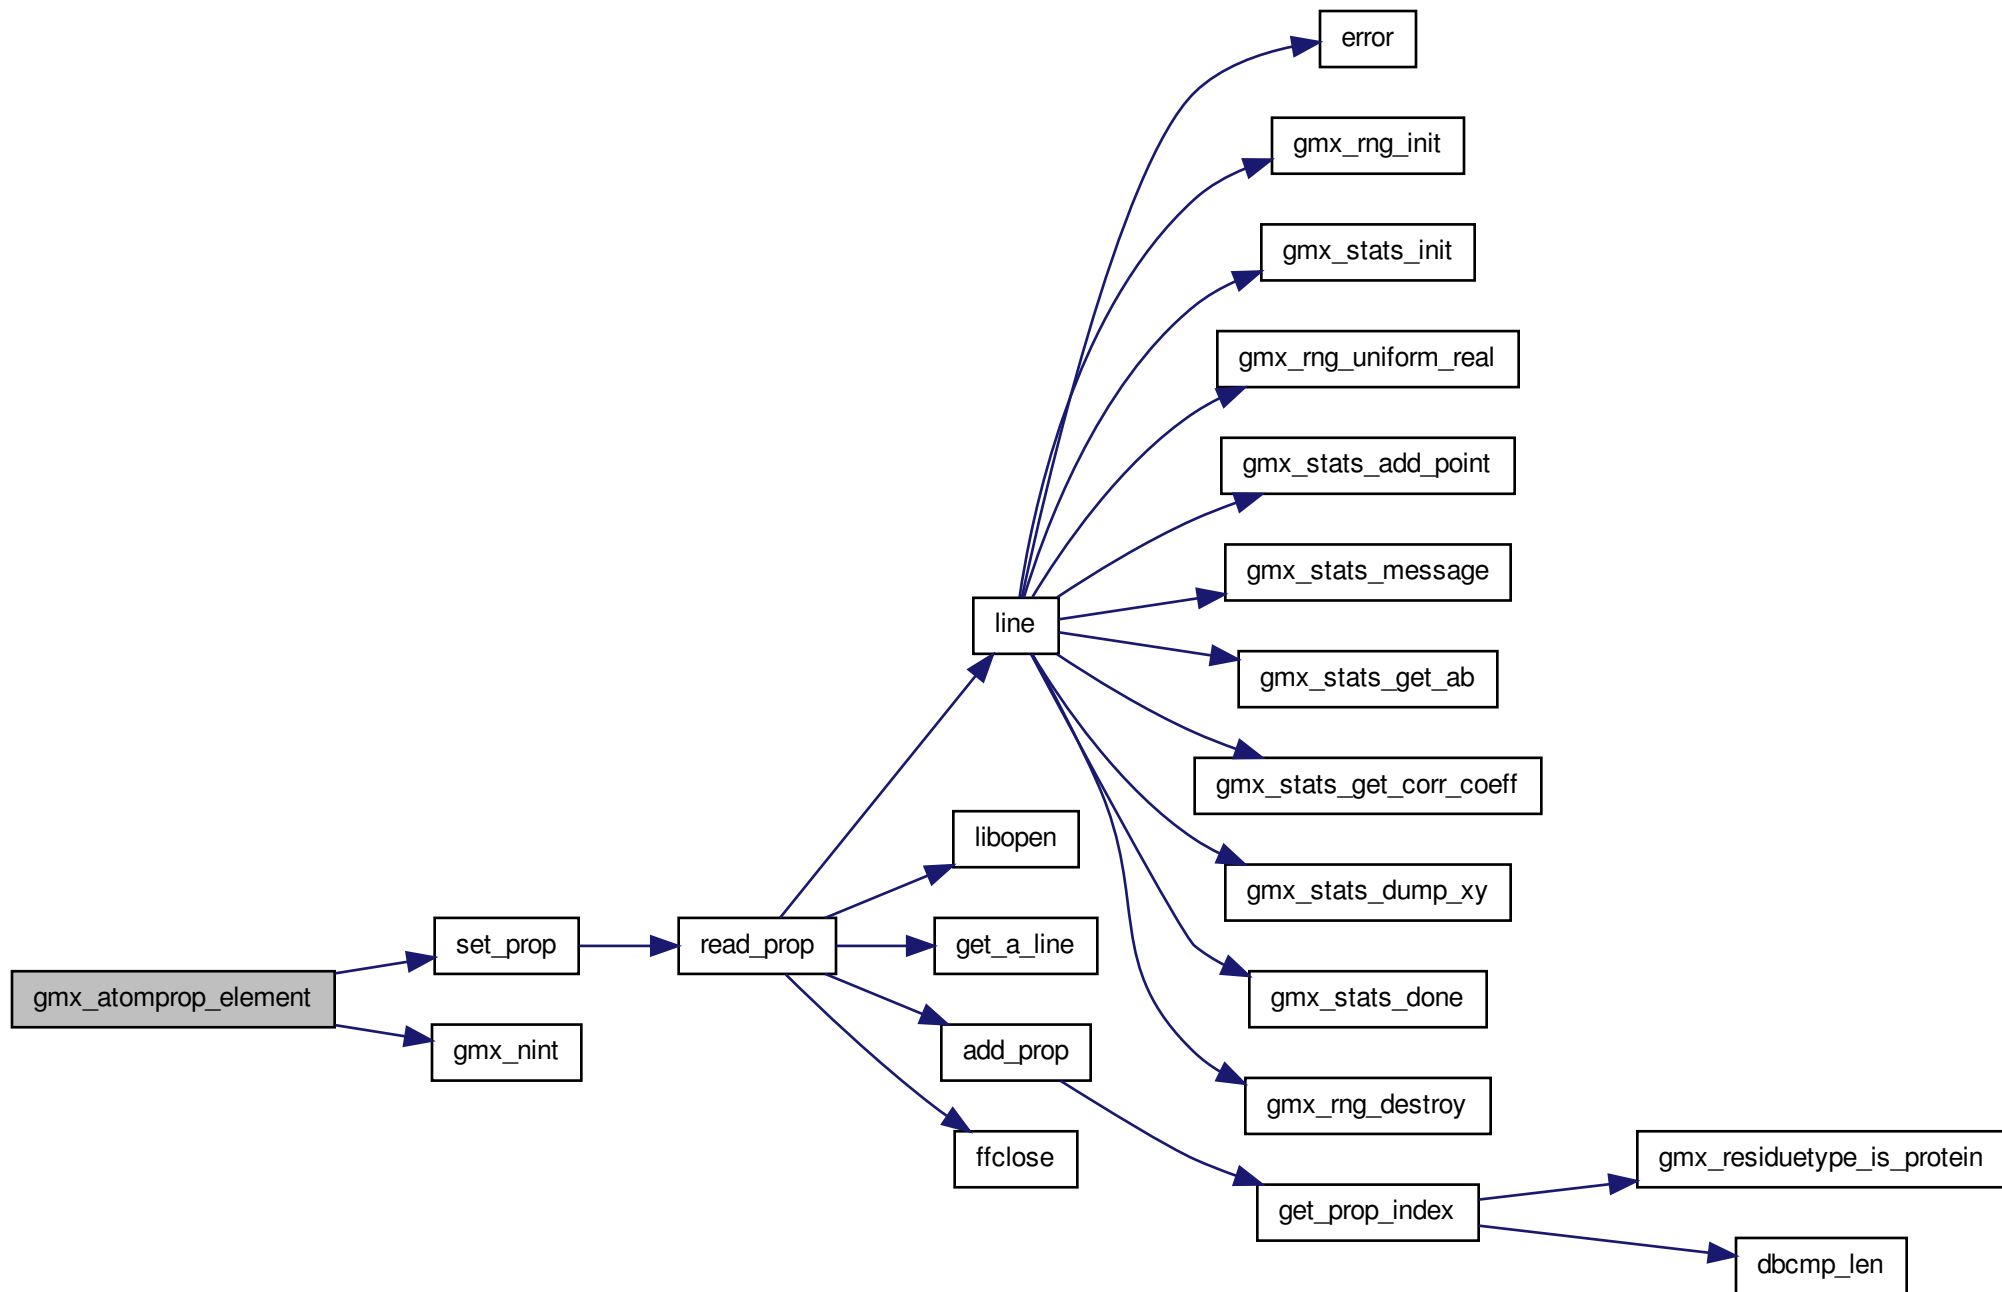 error
gmx_rng_init
gmx_stats_init
gmx_rng_uniform_real
gmx_stats_add_point
gmx_stats_message
line
gmx_stats_get_ab
gmx_stats_get_corr_coeff
libopen
gmx_stats_dump_xy
set_prop
read_prop
get_a_line
gmx_atomprop_element
gmx_stats_done
gmx_nint
add_prop
gmx_rng_destroy
ffclose
gmx_residuetype_is_protein
get_prop_index
dbcmp_len